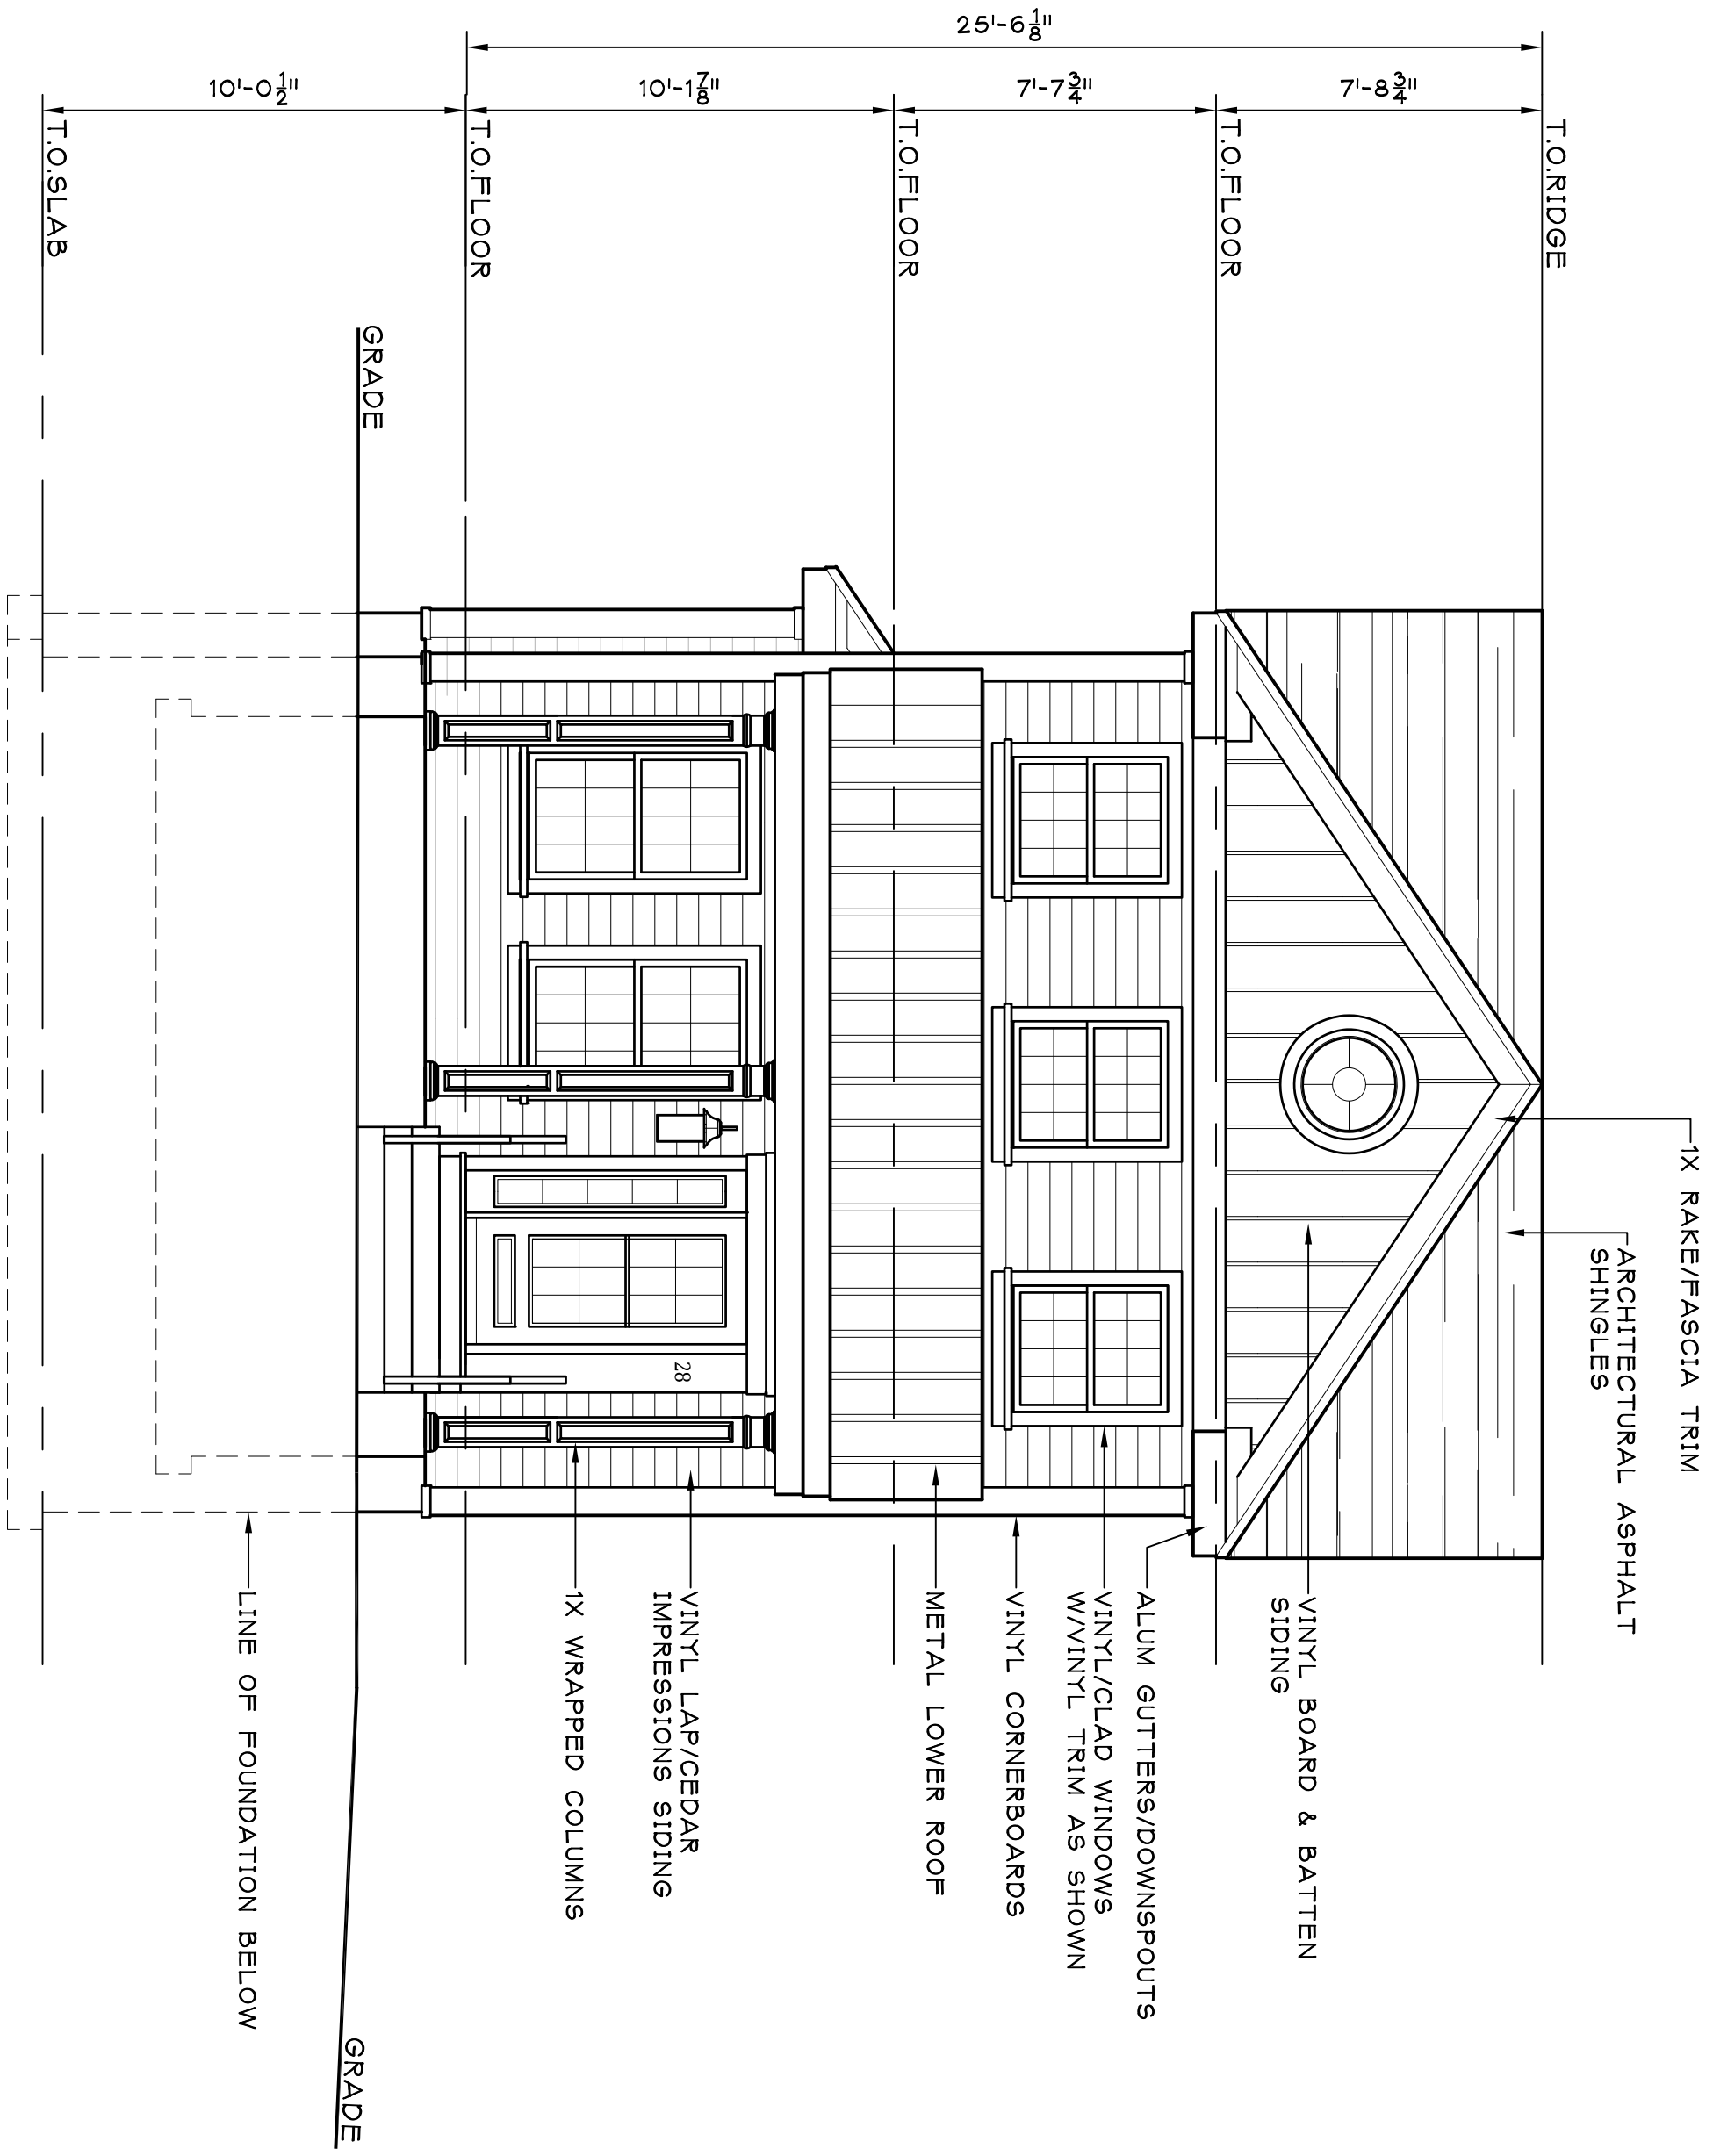 1X RAKE/FASCIA TRIM
ARCHITECTURAL ASPHALT
SHINGLES
T.O.RIDGE
7'-8 3/4"
25'-6 1/8"
VINYL BOARD & BATTEN
SIDING
T.O.FLOOR
ALUM GUTTERS/DOWNSPOUTS
VINYL/CLAD WINDOWS
W/VINYL TRIM AS SHOWN
7'-7 3/4"
VINYL CORNERBOARDS
METAL LOWER ROOF
T.O.FLOOR
10'-1 7/8"
28
VINYL LAP/CEDAR
IMPRESSIONS SIDING
1X WRAPPED COLUMNS
T.O.FLOOR
GRADE
GRADE
10'-0 1/2"
LINE OF FOUNDATION BELOW
T.O.SLAB